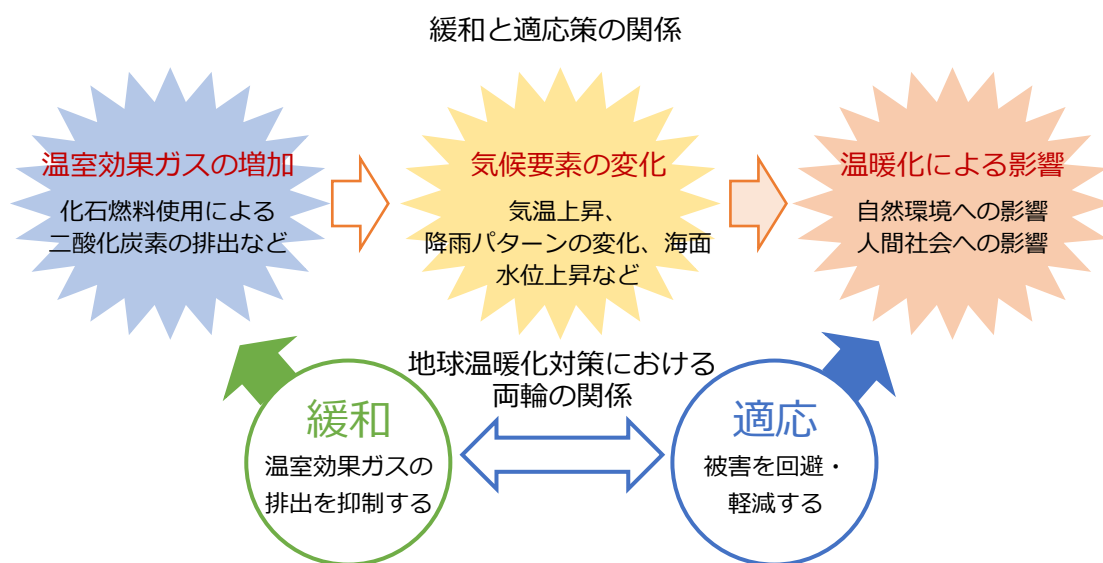 緩和と適応策の関係
温室効果ガスの増加
化石燃料使用による
二酸化炭素の排出など
気候要素の変化
気温上昇、
降雨パターンの変化、海面
水位上昇など
温暖化による影響
自然環境への影響
人間社会への影響
地球温暖化対策における
両輪の関係
緩和
温室効果ガスの
排出を抑制する
適応
被害を回避・
軽減する